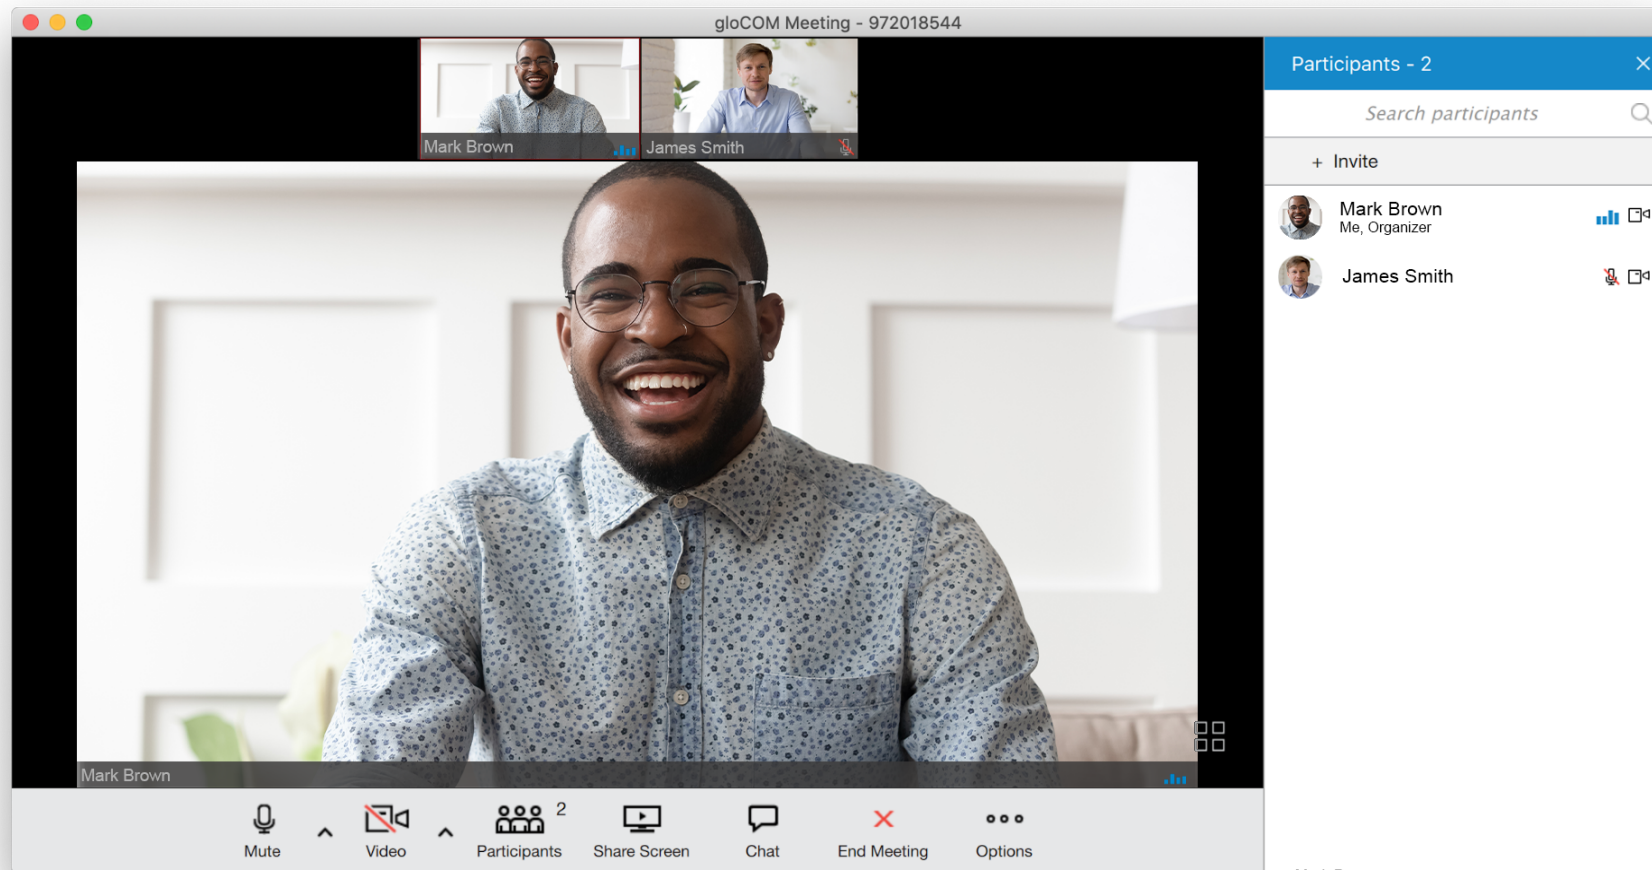 gloCOM Meeting - 972018544
Mark Brown
James Smith
Mark Brown
Mute
Video
2
Participants
Share Screen
Chat
End Meeting
Options
Participants - 2
Search participants
+ Invite
Mark Brown
Me, Organizer
James Smith